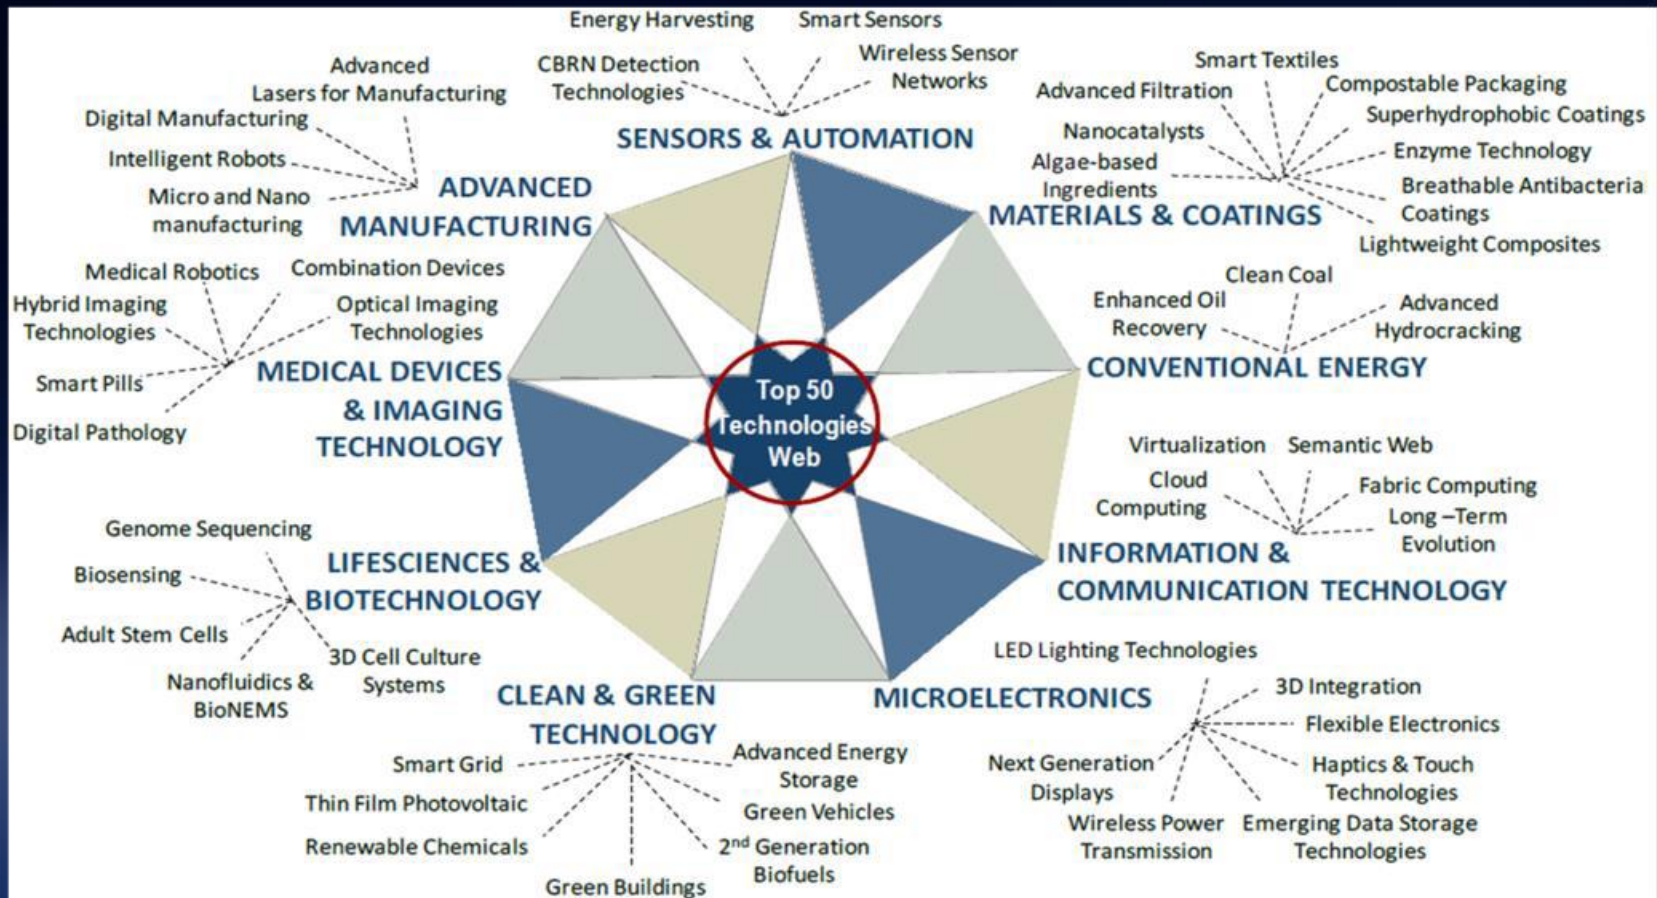 Energy Harvesting
Smart Sensors
CBRN Detection
Technologies
Wireless Sensor
Networks
SENSORS & AUTOMATION
Advanced
Lasers for Manufacturing
Digital Manufacturing
Intelligent Robots
Micro and Nano
manufacturing
ADVANCED
MANUFACTURING
Smart Textiles
Advanced Filtration
Compostable Packaging
Superhydrophobic Coatings
Nanocatalysts
Enzyme Technology
Algae-based
Ingredients
Breathable Antibacteria
Coatings
Lightweight Composites
MATERIALS & COATINGS
Medical Robotics
Combination Devices
Hybrid Imaging
Technologies
Optical Imaging
Technologies
Smart Pills
Digital Pathology
MEDICAL DEVICES
& IMAGING
TECHNOLOGY
Top 50
Technologies
Web
Clean Coal
Enhanced Oil
Recovery
Advanced
Hydrocracking
CONVENTIONAL ENERGY
Virtualization
Semantic Web
Cloud
Computing
Fabric Computing
Long –Term
Evolution
INFORMATION &
COMMUNICATION TECHNOLOGY
Genome Sequencing
Biosensing
Adult Stem Cells
Nanofluidics &
BioNEMS
3D Cell Culture
Systems
LIFESCIENCES &
BIOTECHNOLOGY
CLEAN & GREEN
TECHNOLOGY
Smart Grid
Thin Film Photovoltaic
Renewable Chemicals
Green Buildings
Advanced Energy
Storage
Green Vehicles
2nd Generation
Biofuels
MICROELECTRONICS
LED Lighting Technologies
3D Integration
Flexible Electronics
Next Generation
Displays
Haptics & Touch
Technologies
Wireless Power
Transmission
Emerging Data Storage
Technologies